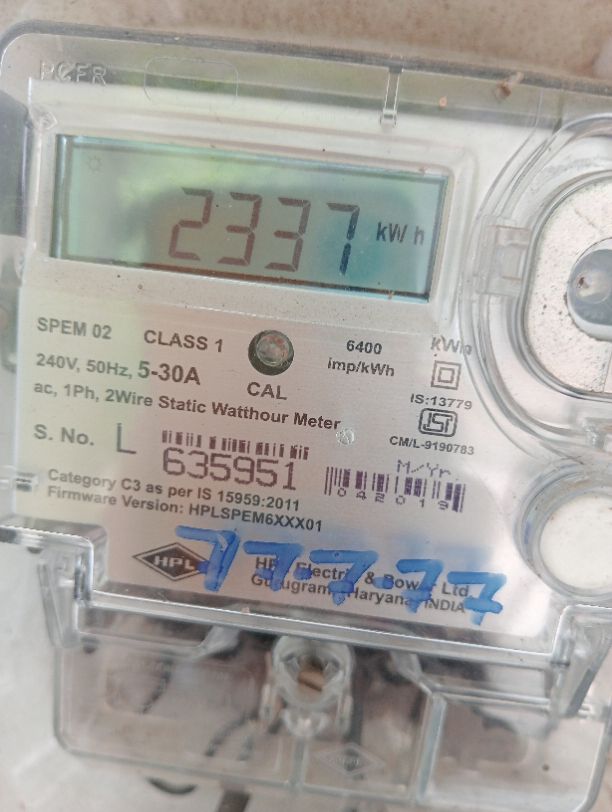 2337 kWh
SPEM 02 CLASS 1
6400 imp/kWh
240V, 50Hz, 5-30A
CAL
ac, 1Ph, 2Wire Static Watthour Meter
IS:13779
ISI
CM/L-9190783
S. No. L 635951
M/Yr
042019
Category C3 as per IS 15959:2011
Firmware Version: HPLSPEM6XXX01
HPL
HPL Electric & Power Ltd.
Gurugram, Haryana, INDIA
HPL